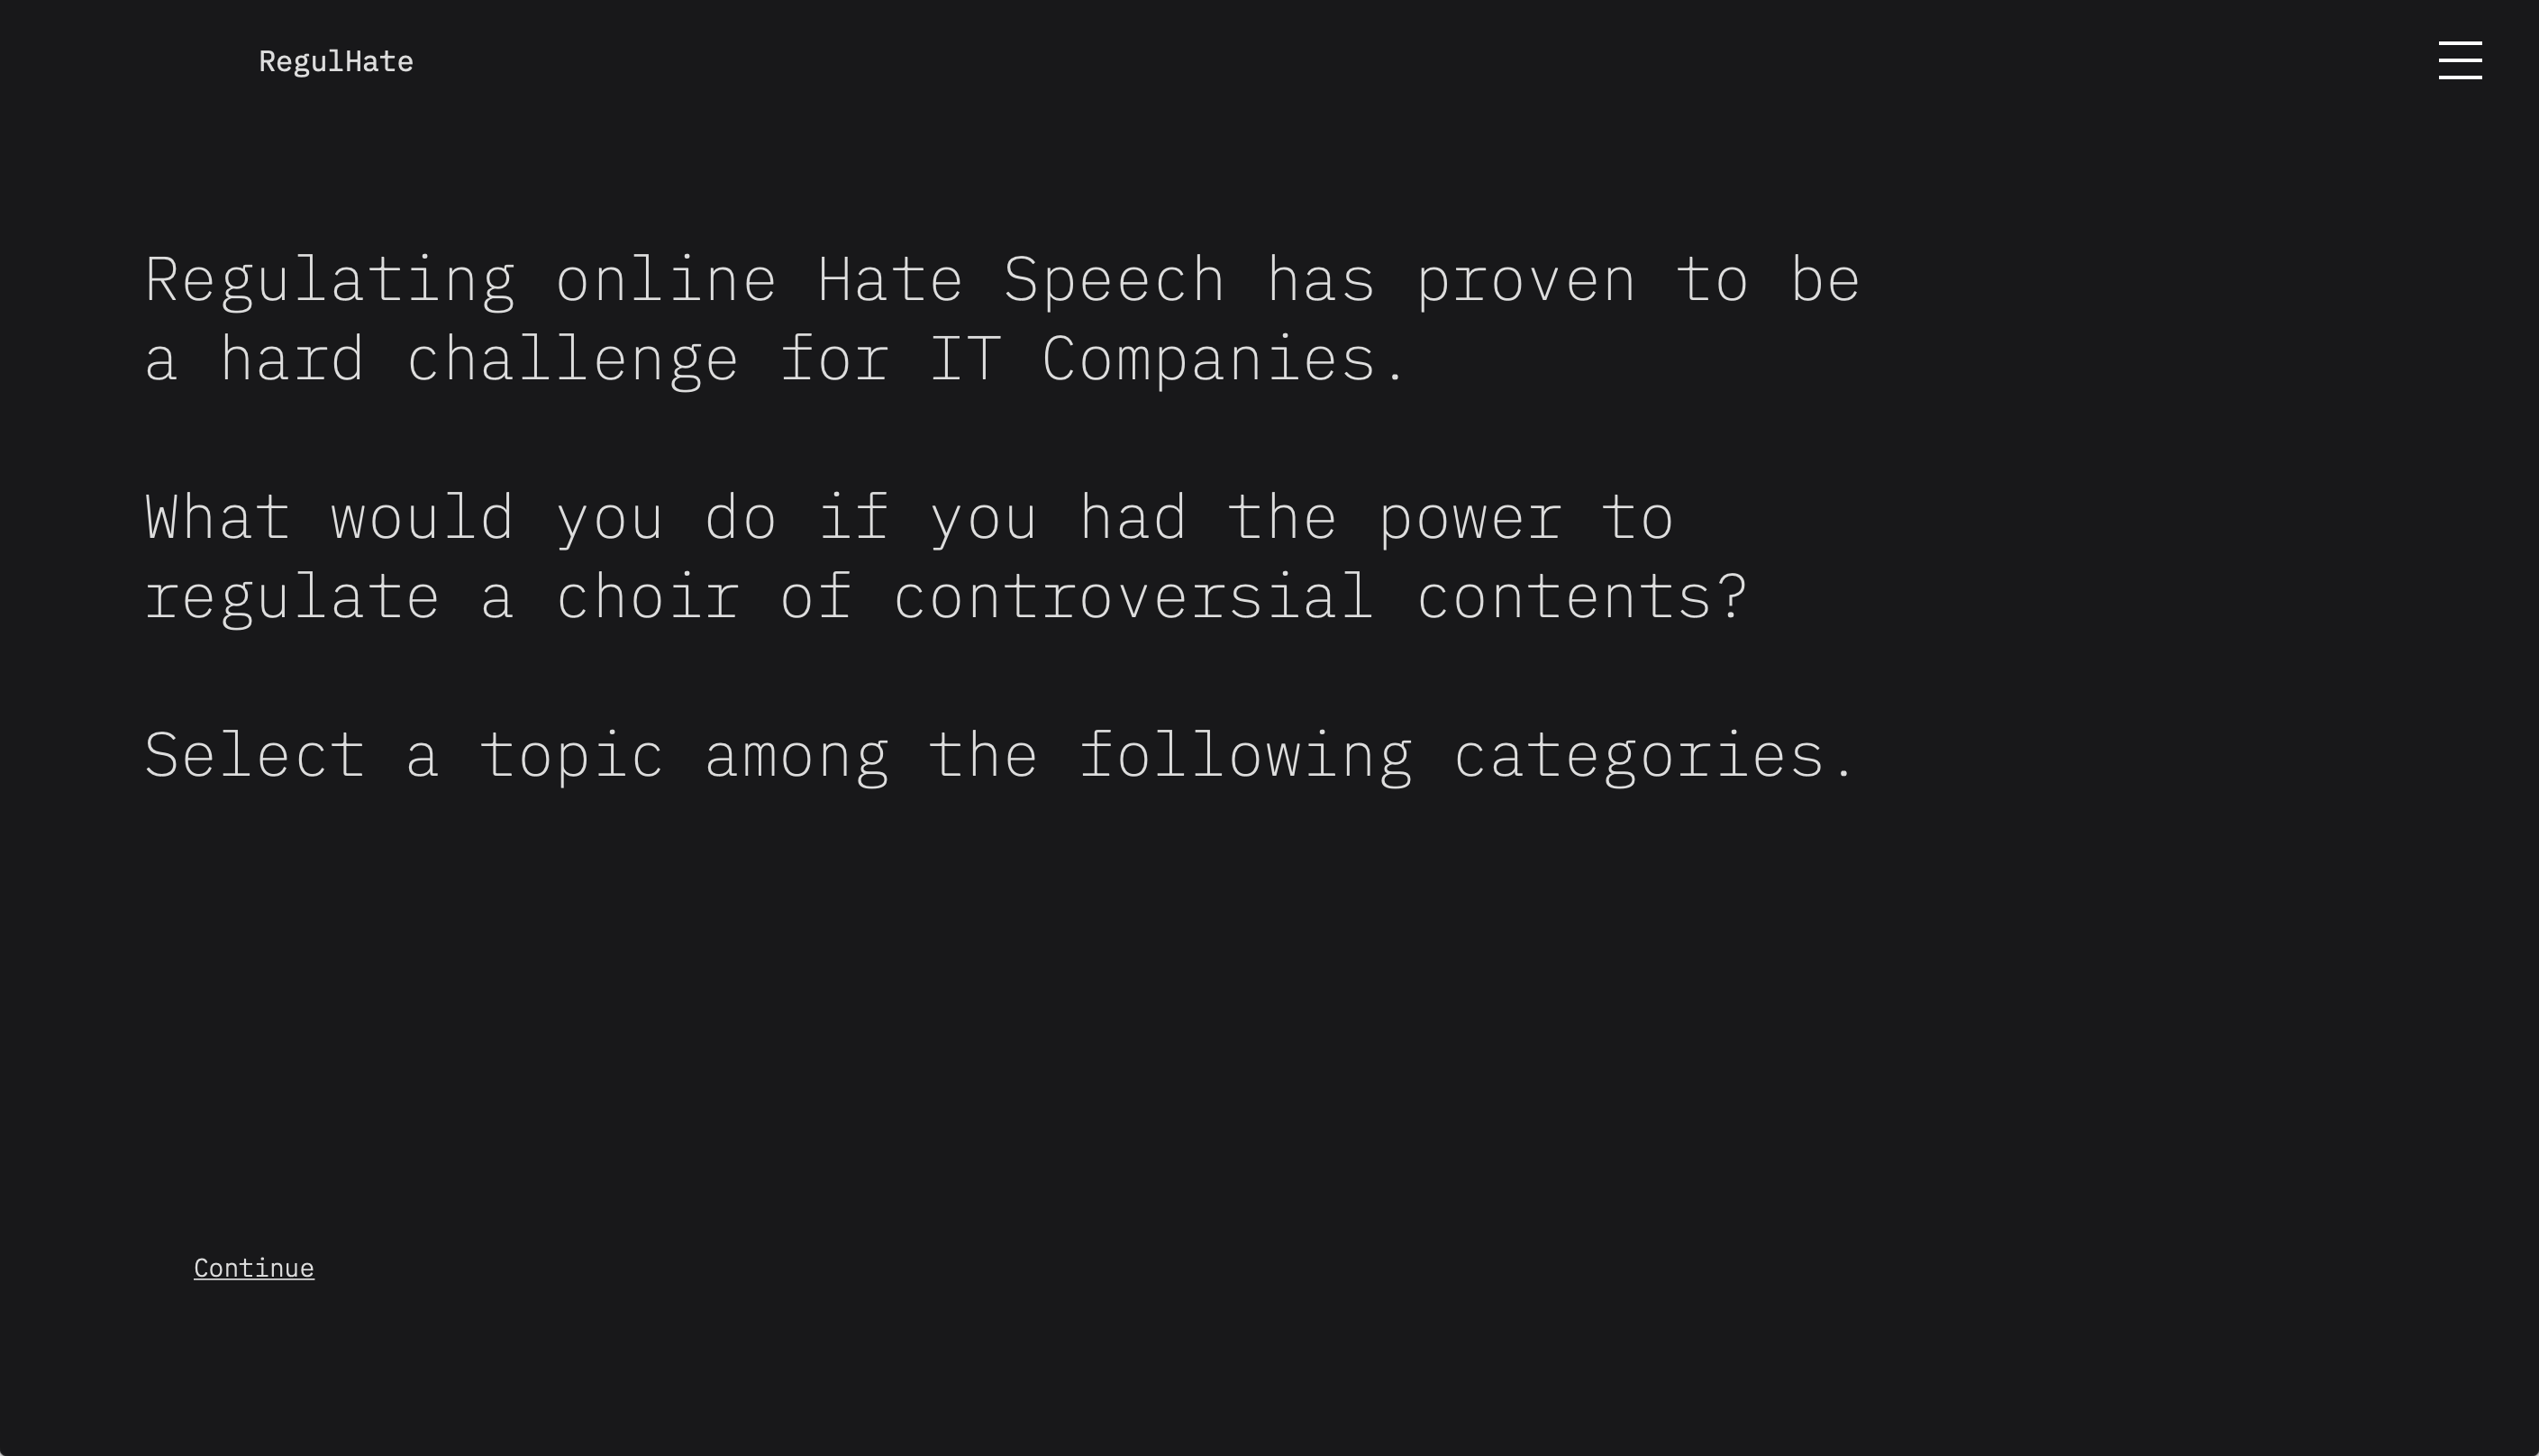 RegulHate
Regulating online Hate Speech has proven to be
a hard challenge for IT Companies.
What would you do if you had the power to
regulate a choir of controversial contents?
Select a topic among the following categories.
Continue